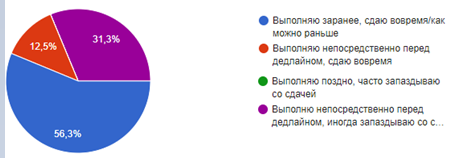 31,3%
12,5%
56,3%
Выполняю заранее, сдаю вовремя/как
можно раньше
Выполняю непосредственно перед
дедлайном, сдаю вовремя
Выполняю поздно, часто запаздываю
со сдачей
Выполню непосредственно перед
дедлайном, иногда запаздываю со с…